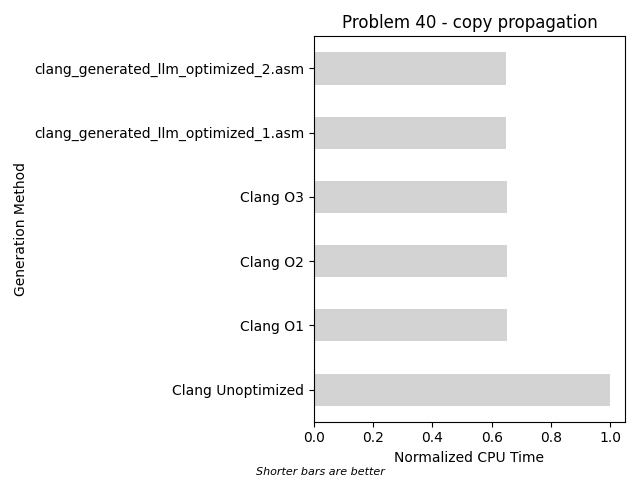 Problem 40 - copy propagation
clang_generated_llm_optimized_2.asm
clang_generated_llm_optimized_1.asm
Clang O3
Clang O2
Clang O1
Clang Unoptimized
Generation Method
0.0 0.2 0.4 0.6 0.8 1.0
Normalized CPU Time
Shorter bars are better